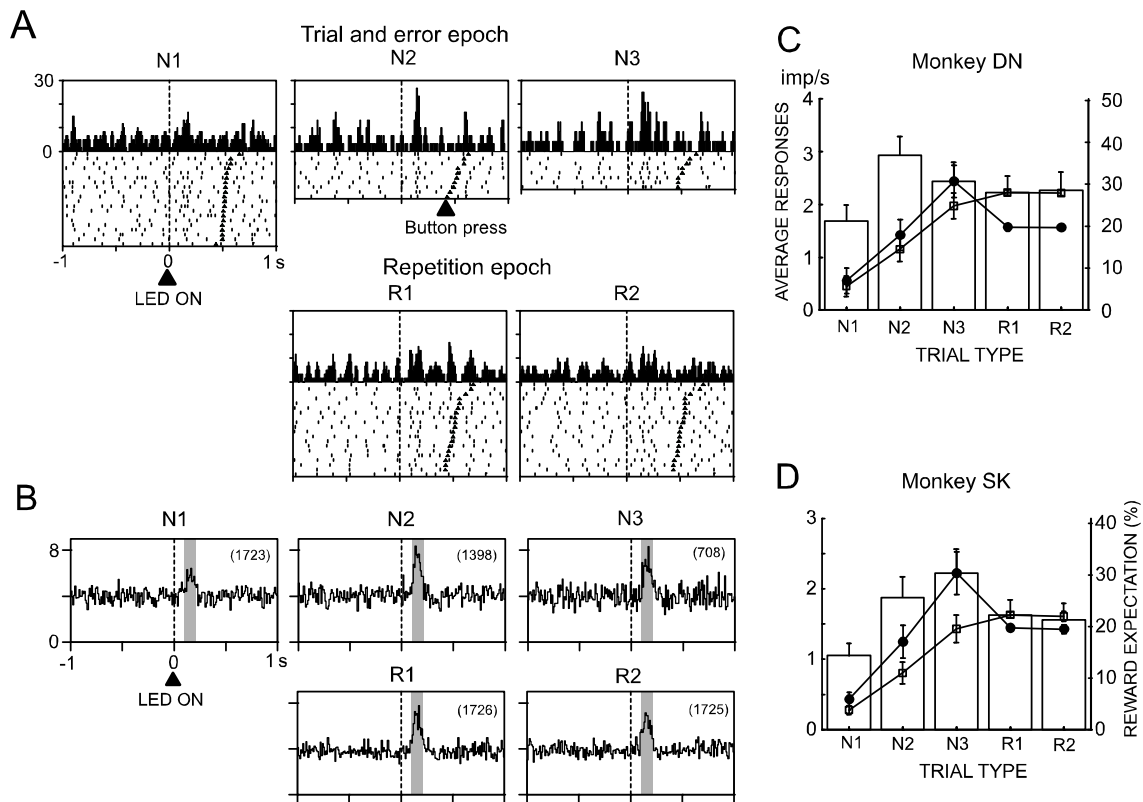 A
Trial and error epoch
N1
N2
N3
30
0
-1
0
1 s
LED ON
Button press
Repetition epoch
R1
R2
B
N1
N2
N3
8
0
(1723)
(1398)
(708)
-1
0
1 s
LED ON
R1
R2
(1726)
(1725)
C
Monkey DN
imp/s
AVERAGE RESPONSES
4
3
2
1
0
50
40
30
20
10
0
N1
N2
N3
R1
R2
TRIAL TYPE
D
Monkey SK
3
2
1
0
40
30
20
10
0
REWARD EXPECTATION (%)
N1
N2
N3
R1
R2
TRIAL TYPE